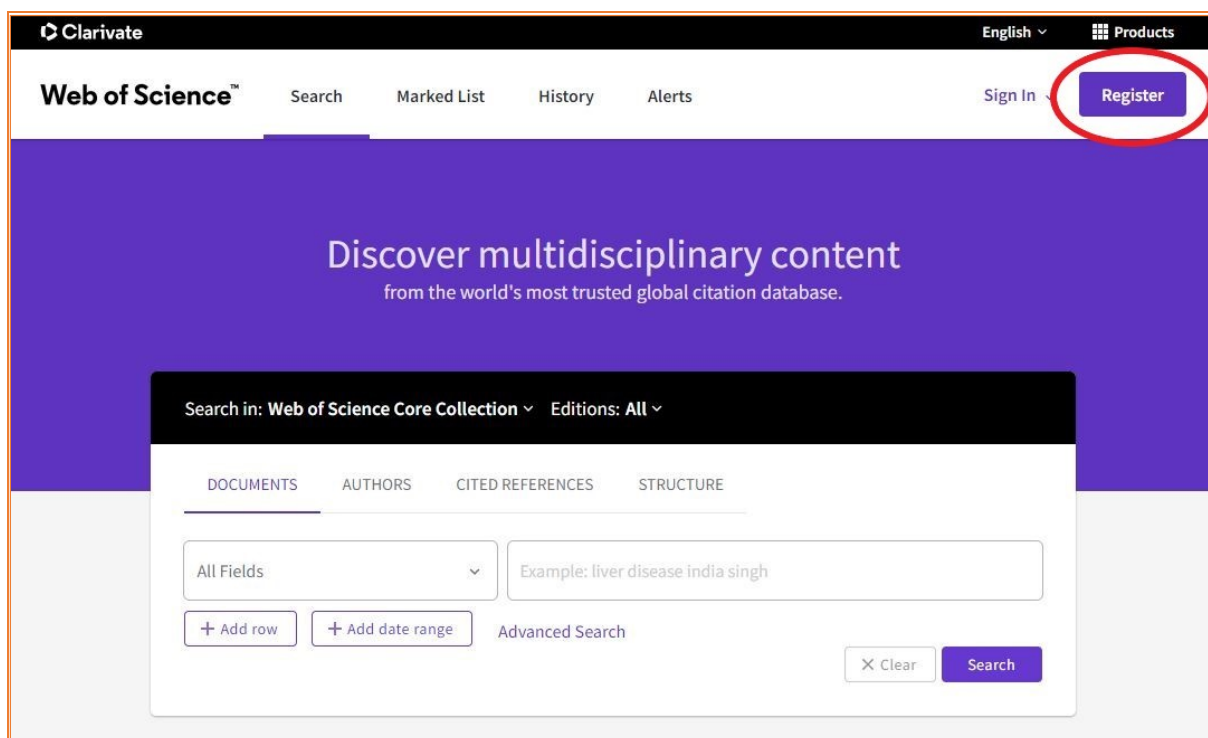 Clarivate English Products
Web of Science™ Search Marked List History Alerts Sign In Register
Discover multidisciplinary content
from the world's most trusted global citation database.
Search in: Web of Science Core Collection Editions: All
DOCUMENTS AUTHORS CITED REFERENCES STRUCTURE
All Fields Example: liver disease india singh
+ Add row + Add date range Advanced Search
× Clear Search